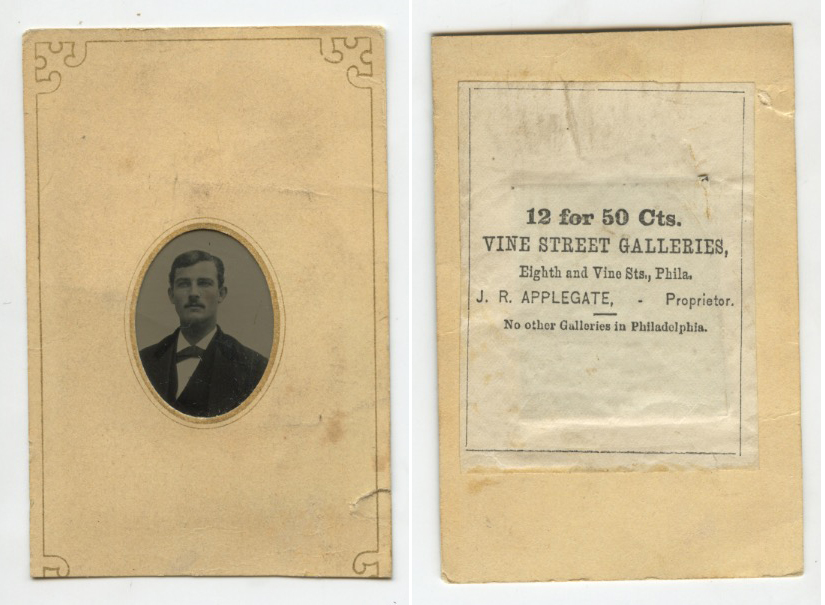 12 for 50 Cts.
VINE STREET GALLERIES,
Eighth and Vine Sts., Phila.
J. R. APPLEGATE, - Proprietor.
No other Galleries in Philadelphia.